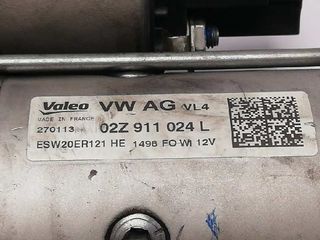 Valeo VW AG VL4
MADE IN FRANCE
270113 02Z 911 024 L
ESW20ER121 HE 1498 FO WI 12V